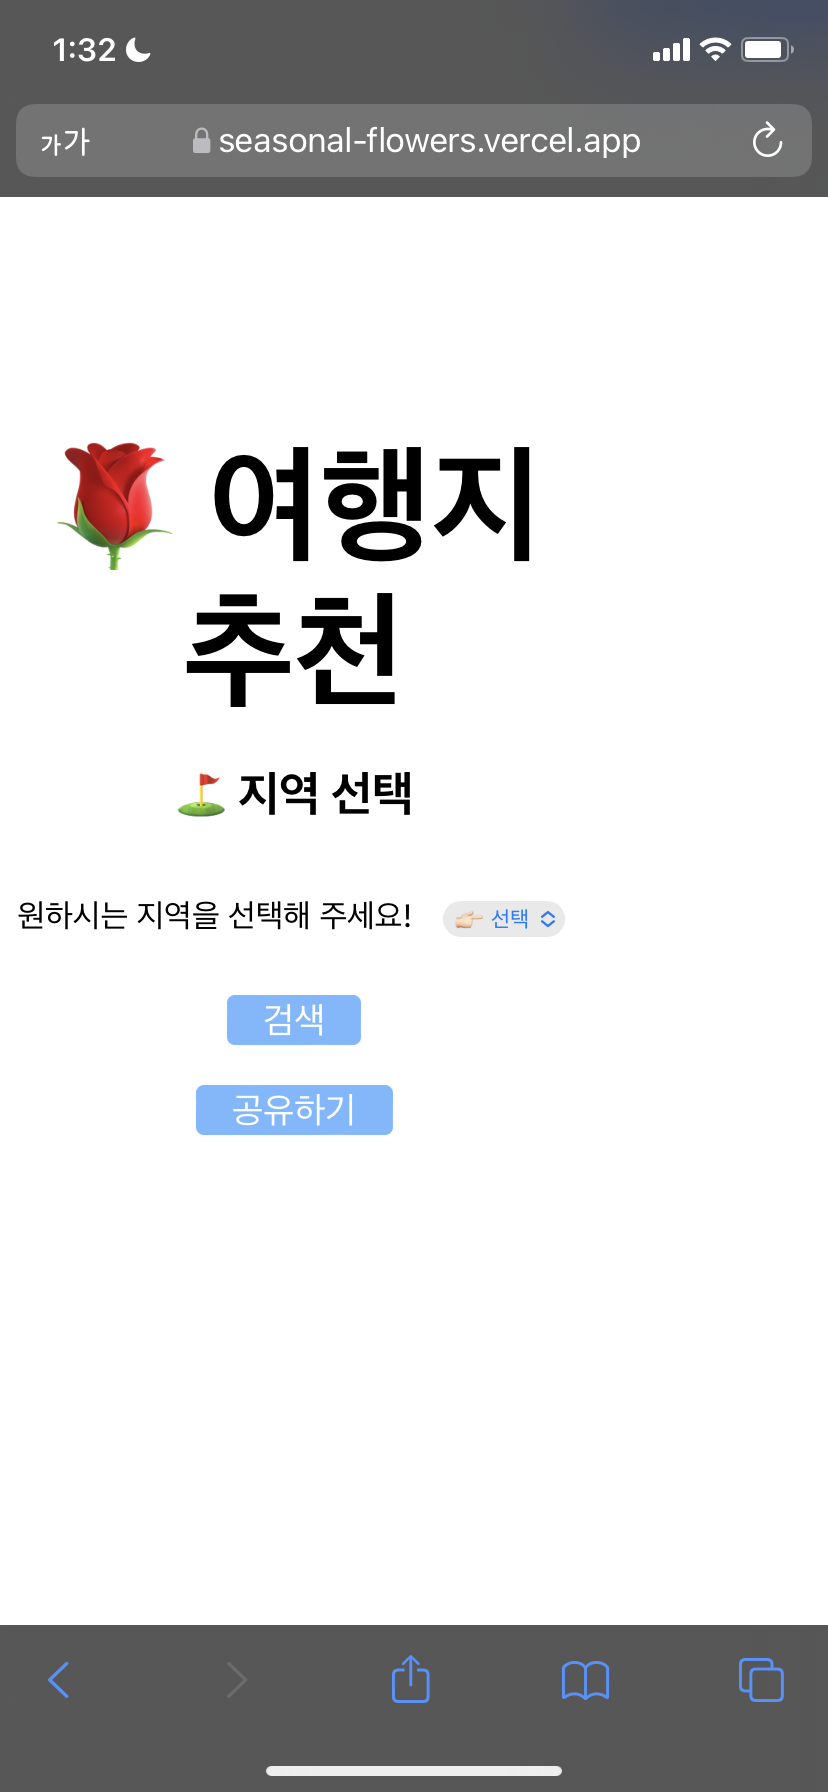 1:32
가가 seasonal-flowers.vercel.app
여행지
추천
지역 선택
원하시는 지역을 선택해 주세요! 선택
검색
공유하기